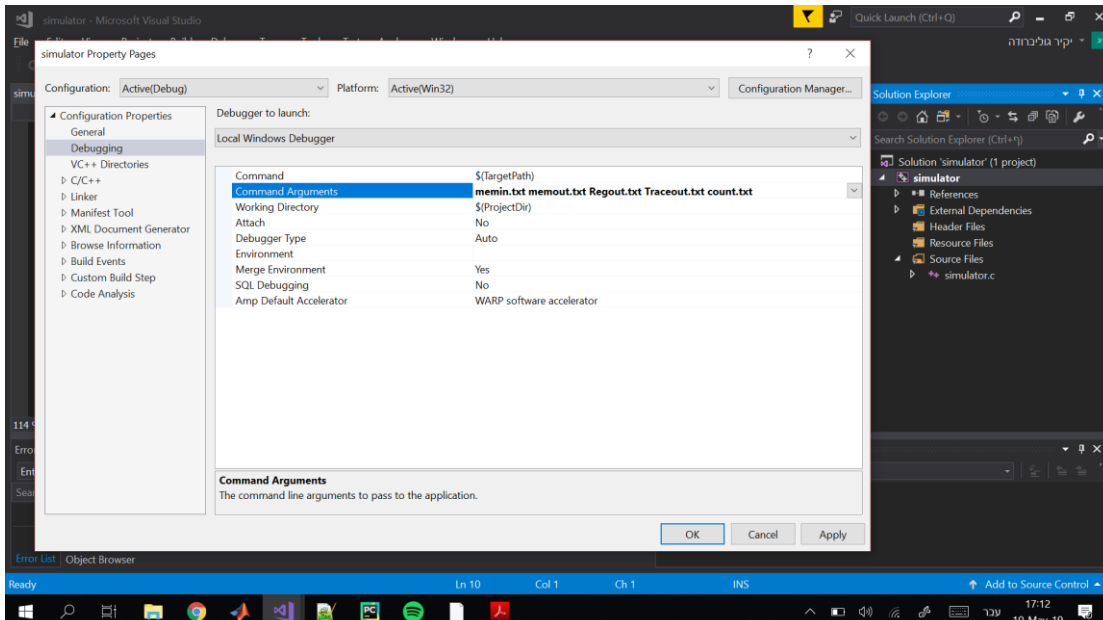 simulator - Microsoft Visual Studio
Quick Launch (Ctrl+Q)
File
יקיר גוליברודה
simulator Property Pages
?
Configuration: Active(Debug) Platform: Active(Win32) Configuration Manager...
Configuration Properties
General
Debugging
VC++ Directories
C/C++
Linker
Manifest Tool
XML Document Generator
Browse Information
Build Events
Custom Build Step
Code Analysis
Debugger to launch:
Local Windows Debugger
Command $(TargetPath)
Command Arguments memin.txt memout.txt Regout.txt Traceout.txt count.txt
Working Directory $(ProjectDir)
Attach No
Debugger Type Auto
Environment
Merge Environment Yes
SQL Debugging No
Amp Default Accelerator WARP software accelerator
Command Arguments
The command line arguments to pass to the application.
OK Cancel Apply
Solution Explorer
Search Solution Explorer (Ctrl+ף)
Solution 'simulator' (1 project)
simulator
References
External Dependencies
Header Files
Resource Files
Source Files
simulator.c
114
Error List Object Browser
Ready Ln 10 Col 1 Ch 1 INS Add to Source Control
PC
עבר
17:12
10-May-19